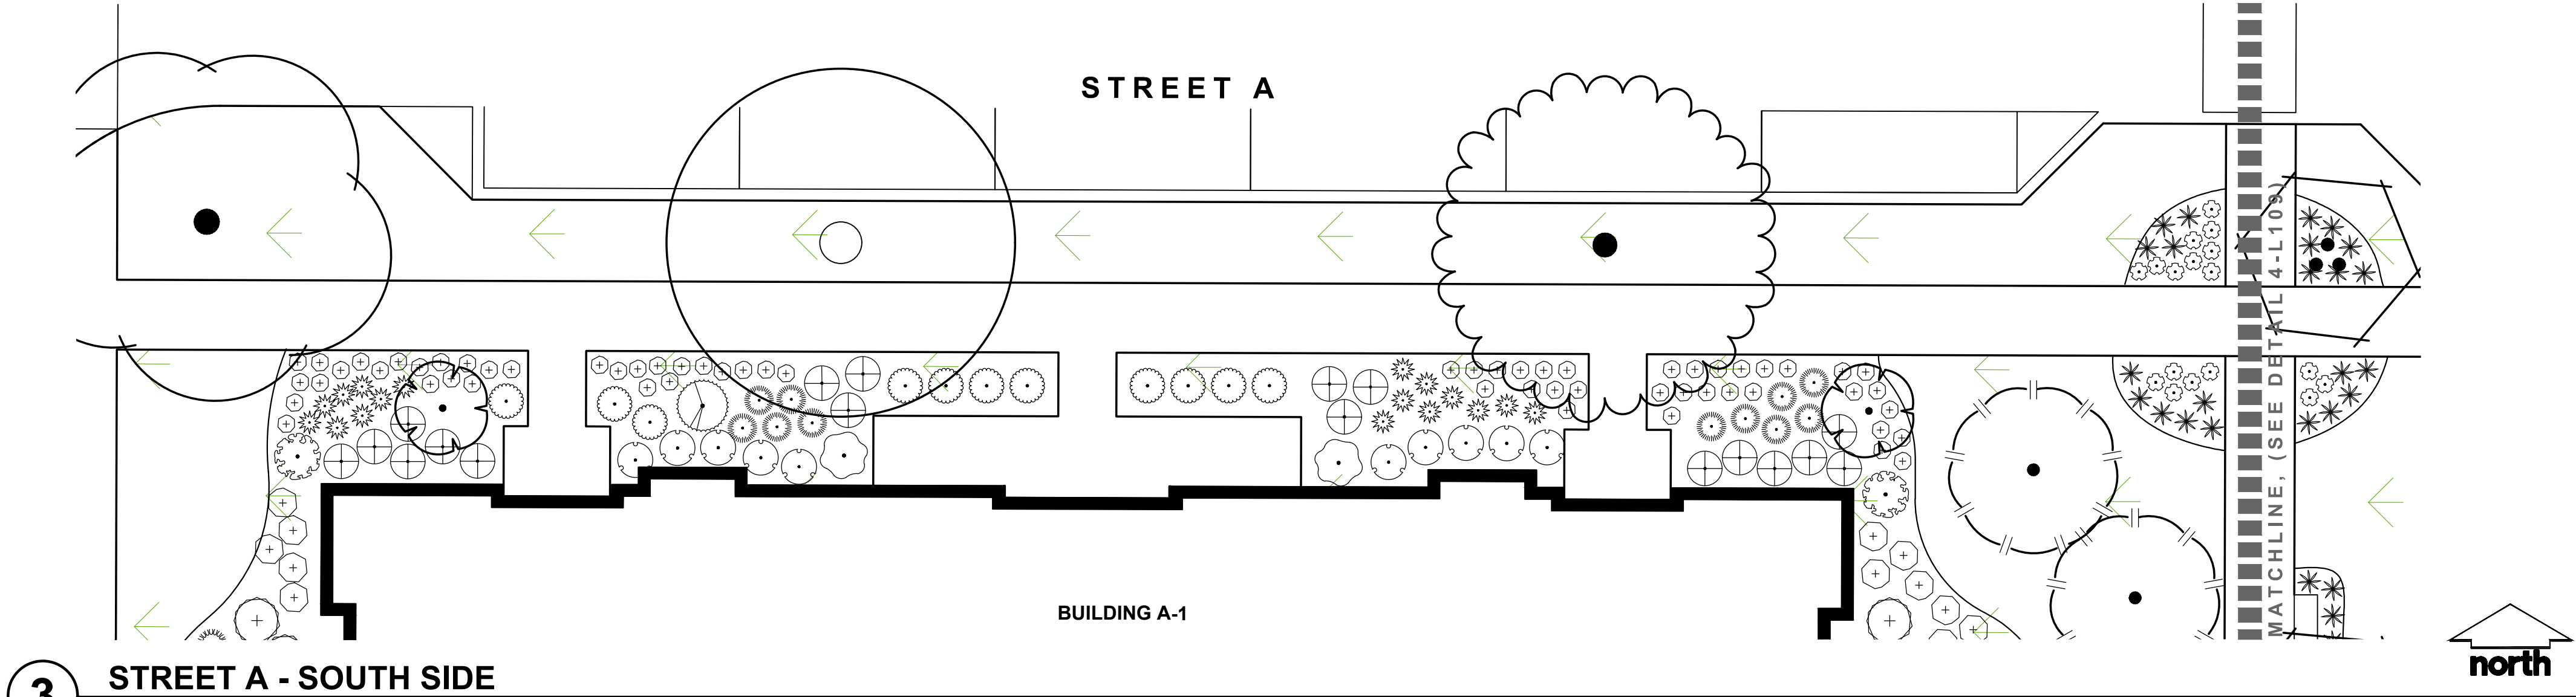 STREET A
MATCHLINE, (SEE DETAIL 4-L109)
BUILDING A-1
north
3
STREET A - SOUTH SIDE